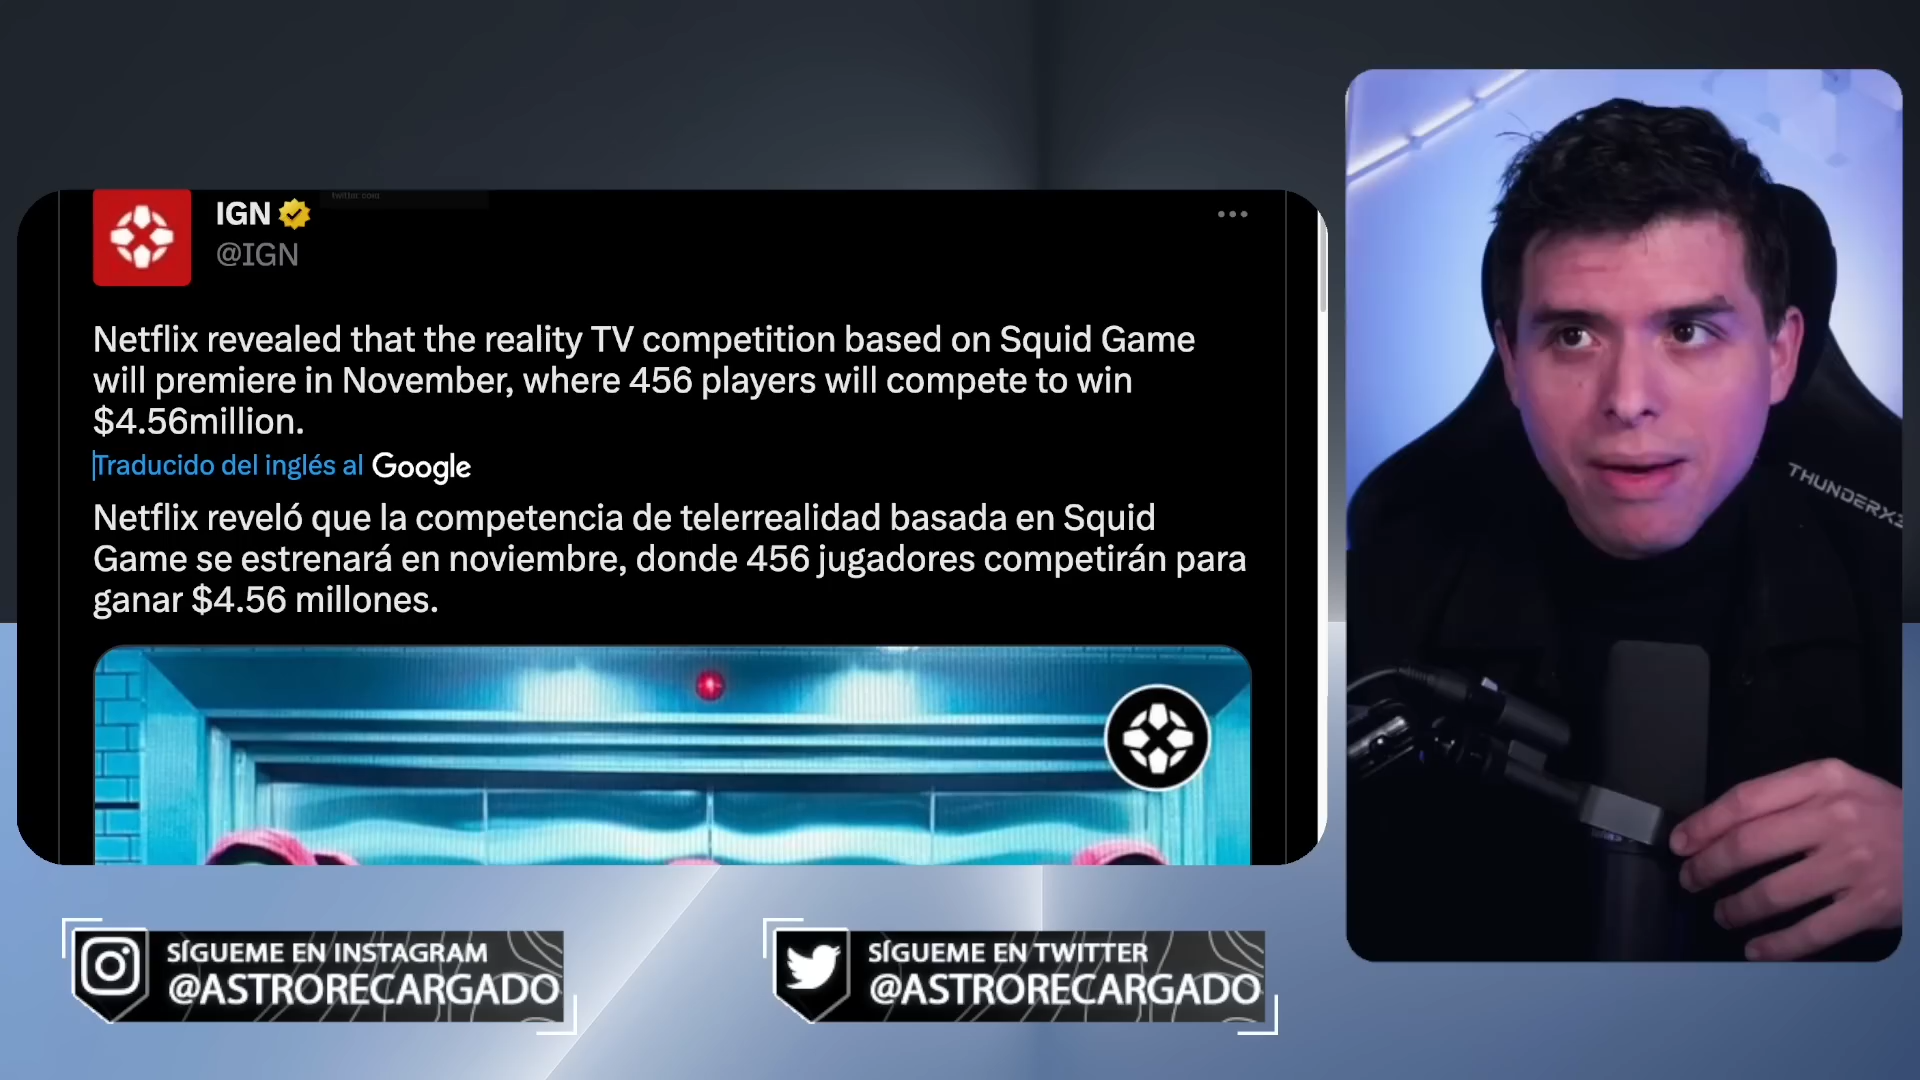 IGN
twitter.com
@IGN
Netflix revealed that the reality TV competition based on Squid Game
will premiere in November, where 456 players will compete to win
$4.56million.
Traducido del inglés al Google
Netflix reveló que la competencia de telerrealidad basada en Squid
Game se estrenará en noviembre, donde 456 jugadores competirán para
ganar $4.56 millones.
THUNDERX3
SÍGUEME EN INSTAGRAM
@ASTRORECARGADO
SÍGUEME EN TWITTER
@ASTRORECARGADO